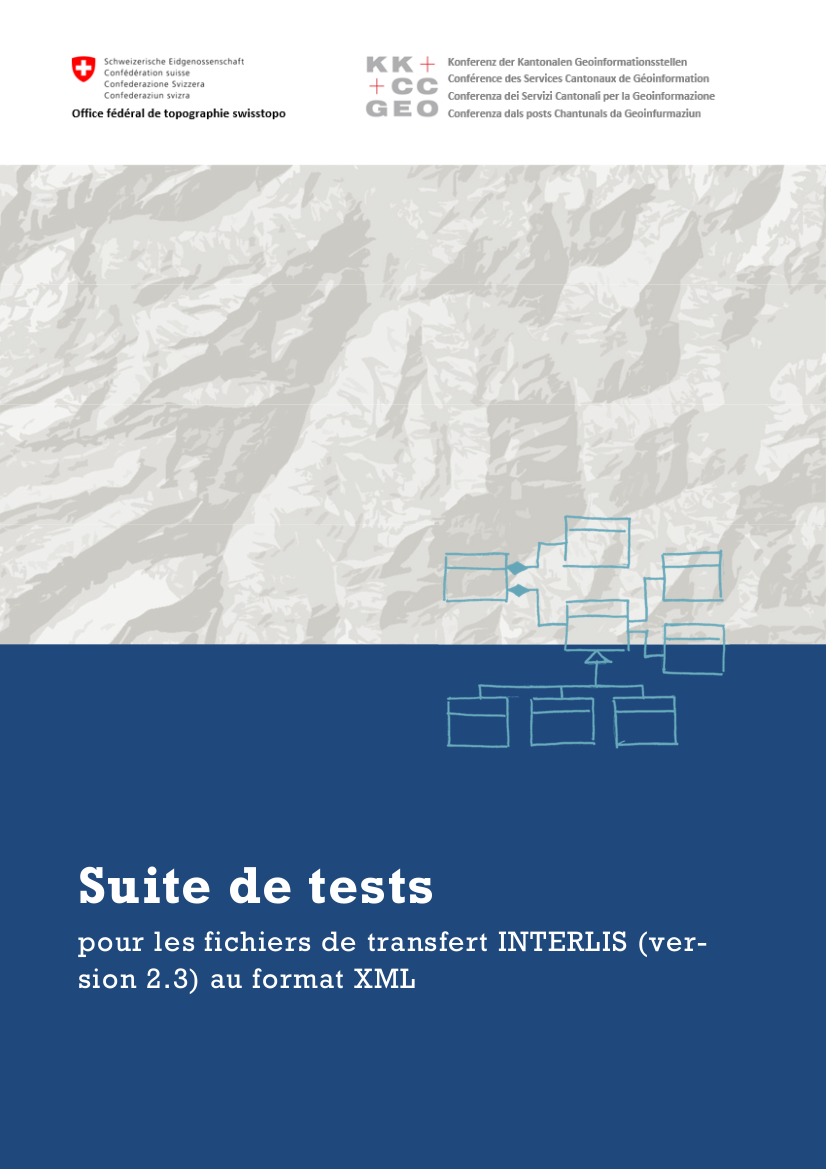 Schweizerische Eidgenossenschaft
Confédération suisse
Confederazione Svizzera
Confederaziun svizra
Office fédéral de topographie swisstopo
KK+
+CC
GEO
Konferenz der Kantonalen Geoinformationsstellen
Conférence des Services Cantonaux de Géoinformation
Conferenza dei Servizi Cantonali per la Geoinformazione
Conferenza dals posts Chantunals da Geoinfurmaziun
Suite de tests
pour les fichiers de transfert INTERLIS (ver-
sion 2.3) au format XML